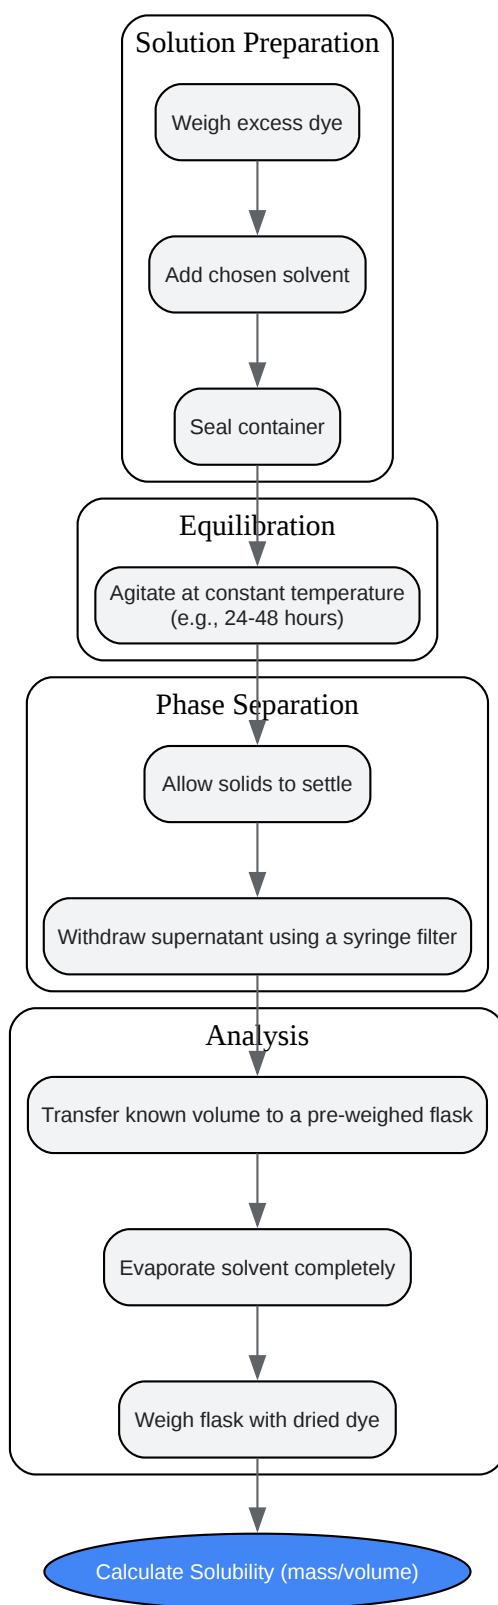 Solution Preparation
Weigh excess dye
Add chosen solvent
Seal container
Equilibration
Agitate at constant temperature
(e.g., 24-48 hours)
Phase Separation
Allow solids to settle
Withdraw supernatant using a syringe filter
Analysis
Transfer known volume to a pre-weighed flask
Evaporate solvent completely
Weigh flask with dried dye
Calculate Solubility (mass/volume)